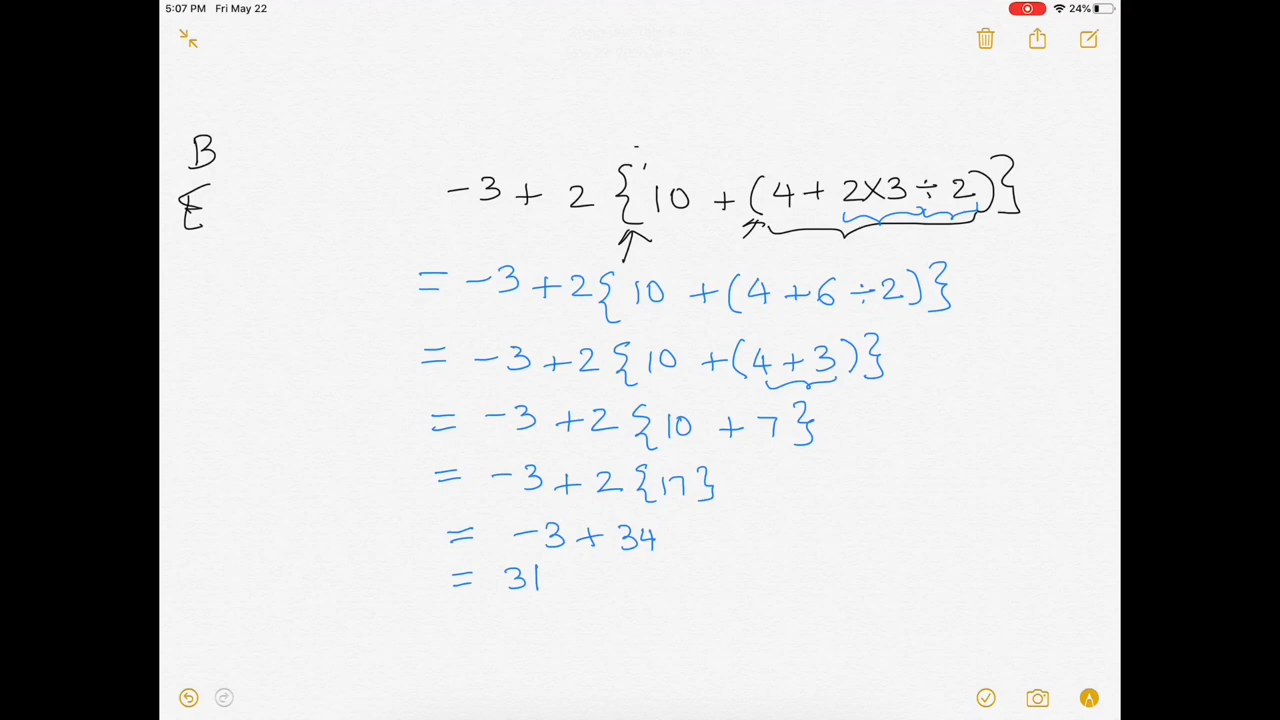 5:07 PM Fri May 22 24%
B
E
-3 + 2 {10 + (4 + 2×3 ÷ 2)}
= -3 + 2{10 + (4 + 6 ÷ 2)}
= -3 + 2{10 + (4 + 3)}
= -3 + 2{10 + 7}
= -3 + 2{17}
= -3 + 34
= 31